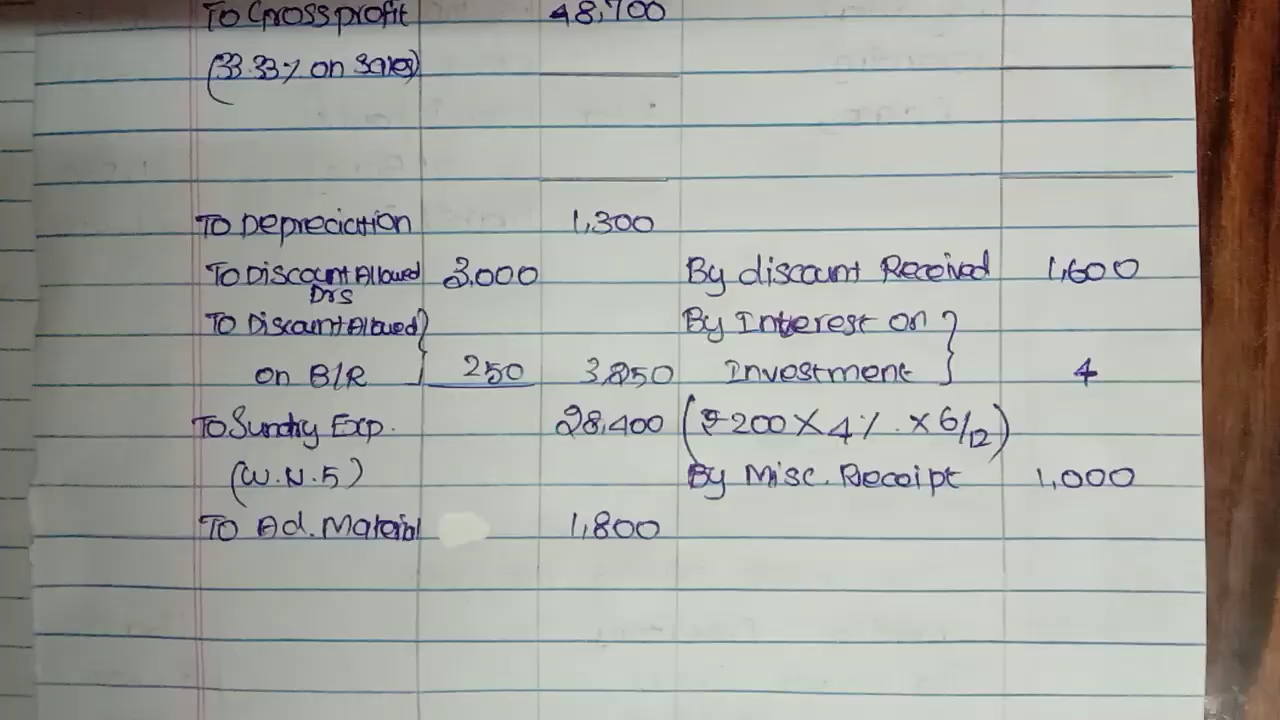 To Gross profit 48,700
(33.33% on Sales)
To Depreciation 1,300
To Discount Allowed 3,000 By discount Received 1,600
Drs
To Discount Allowed } By Interest on }
on B/R 250 3,250 Investment 4
To Sundry Exp. 28,400 (₹200 X 4% . X 6/12)
(W.N.5) By Misc. Receipt 1,000
To Ad. Material 1,800